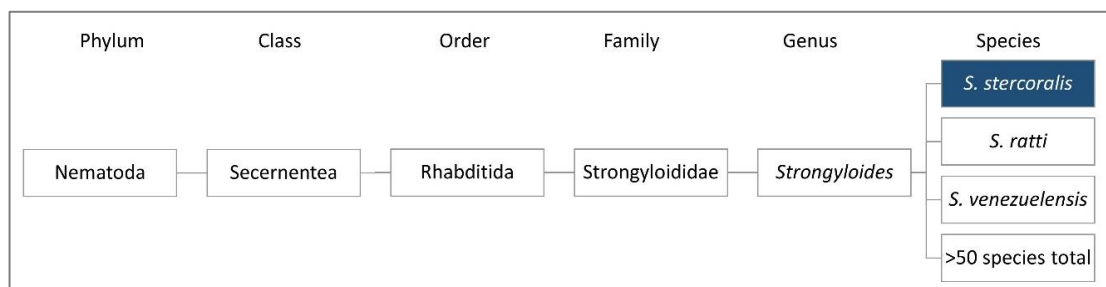 Phylum Class Order Family Genus Species
S. stercoralis
S. ratti
Nematoda Secernentea Rhabditida Strongyloididae Strongyloides
S. venezuelensis
>50 species total